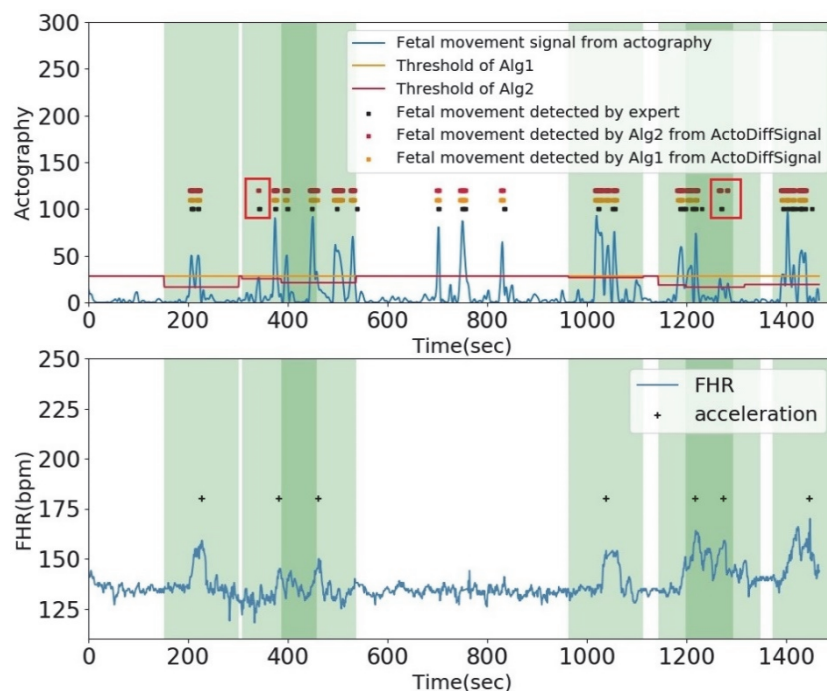 300
250
200
150
100
50
0
Actography
Fetal movement signal from actography
Threshold of Alg1
Threshold of Alg2
Fetal movement detected by expert
Fetal movement detected by Alg2 from ActoDiffSignal
Fetal movement detected by Alg1 from ActoDiffSignal
0 200 400 600 800 1000 1200 1400
Time(sec)
250
225
200
175
150
125
FHR(bpm)
FHR
acceleration
0 200 400 600 800 1000 1200 1400
Time(sec)